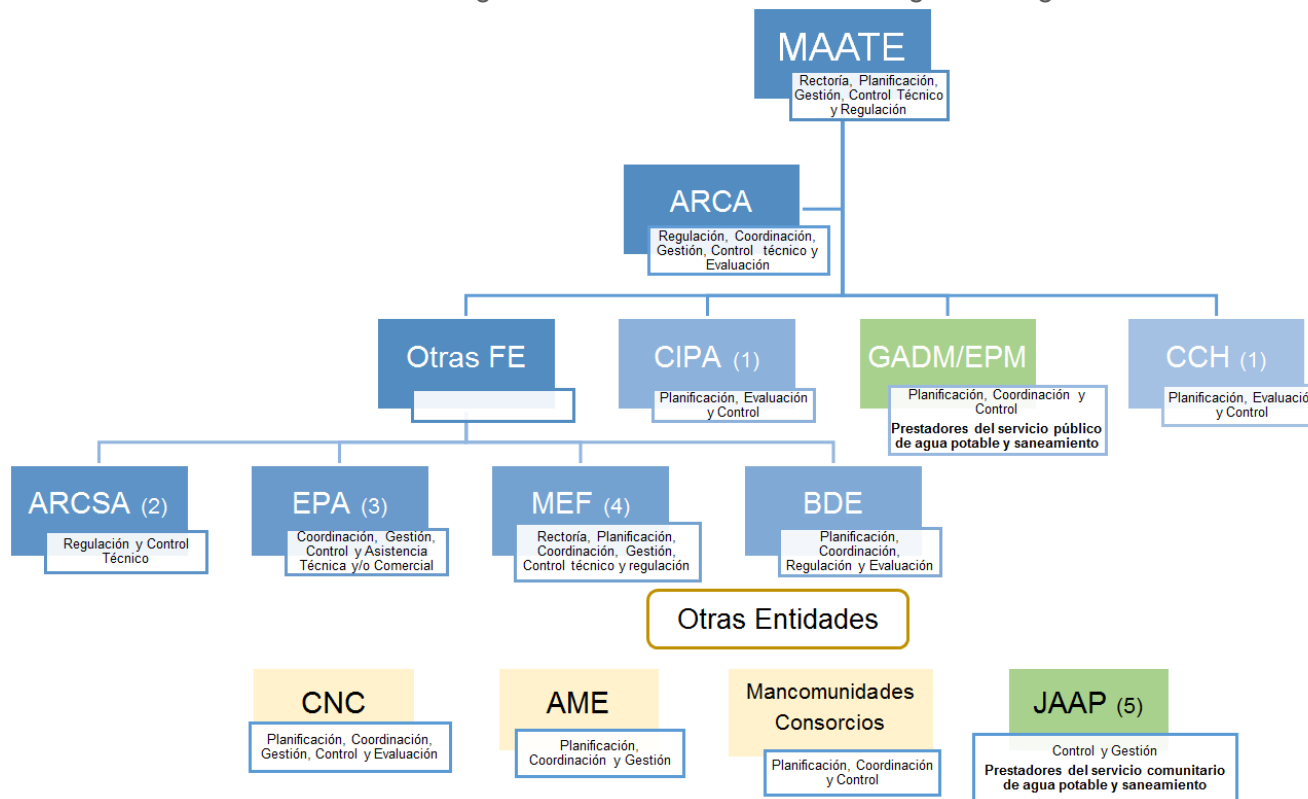 MAATE
Rectoría, Planificación,
Gestión, Control Técnico
y Regulación
ARCA
Regulación, Coordinación,
Gestión, Control técnico y
Evaluación
Otras FE
CIPA (1)
Planificación, Evaluación
y Control
GADM/EPM
Planificación, Coordinación y
Control
Prestadores del servicio público
de agua potable y saneamiento
CCH (1)
Planificación, Evaluación
y Control
ARCSA (2)
Regulación y Control
Técnico
EPA (3)
Coordinación, Gestión,
Control y Asistencia
Técnica y/o Comercial
MEF (4)
Rectoría, Planificación,
Coordinación, Gestión,
Control técnico y regulación
BDE
Planificación,
Coordinación,
Regulación y Evaluación
Otras Entidades
CNC
Planificación, Coordinación,
Gestión, Control y Evaluación
AME
Planificación,
Coordinación y Gestión
Mancomunidades
Consorcios
Planificación, Coordinación
y Control
JAAP (5)
Control y Gestión
Prestadores del servicio comunitario
de agua potable y saneamiento